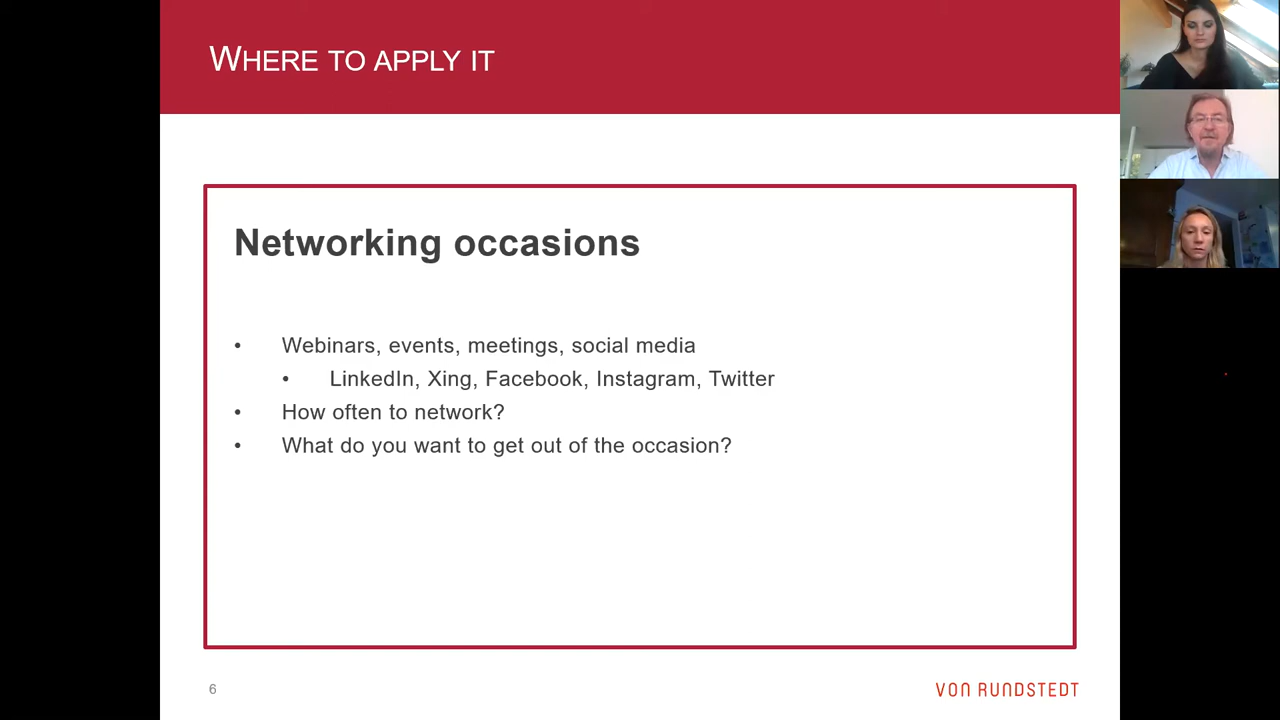 WHERE TO APPLY IT
Networking occasions
• Webinars, events, meetings, social media
• LinkedIn, Xing, Facebook, Instagram, Twitter
• How often to network?
• What do you want to get out of the occasion?
6
VON RUNDSTEDT